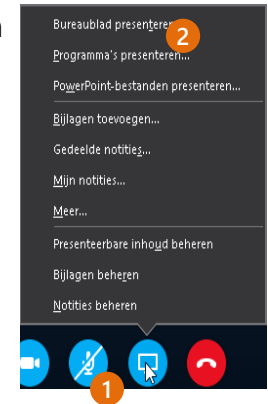 Bureaublad presenteren...
2
Programma's presenteren...
PowerPoint-bestanden presenteren...
Bijlagen toevoegen...
Gedeelde notities...
Mijn notities...
Meer...
Presenteerbare inhoud beheren
Bijlagen beheren
Notities beheren
1